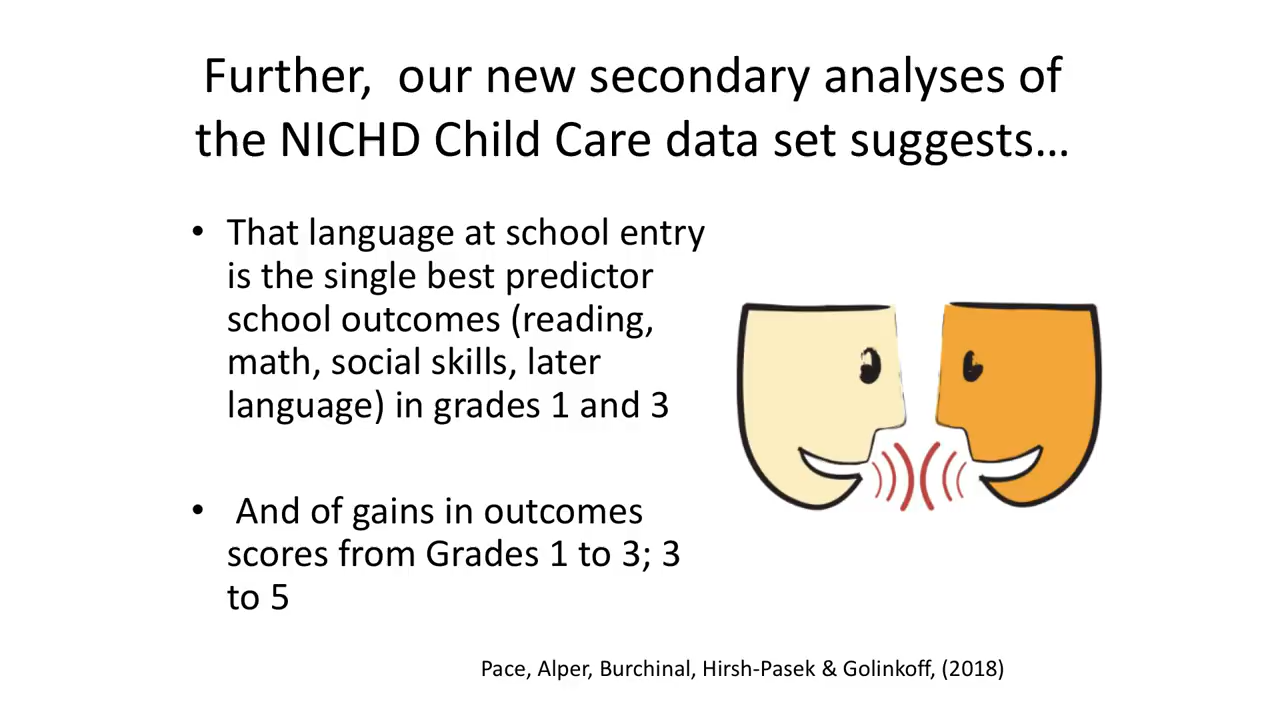 Further,  our new secondary analyses of
the NICHD Child Care data set suggests…
• That language at school entry
is the single best predictor
school outcomes (reading,
math, social skills, later
language) in grades 1 and 3
•  And of gains in outcomes
scores from Grades 1 to 3; 3
to 5
Pace, Alper, Burchinal, Hirsh-Pasek & Golinkoff, (2018)